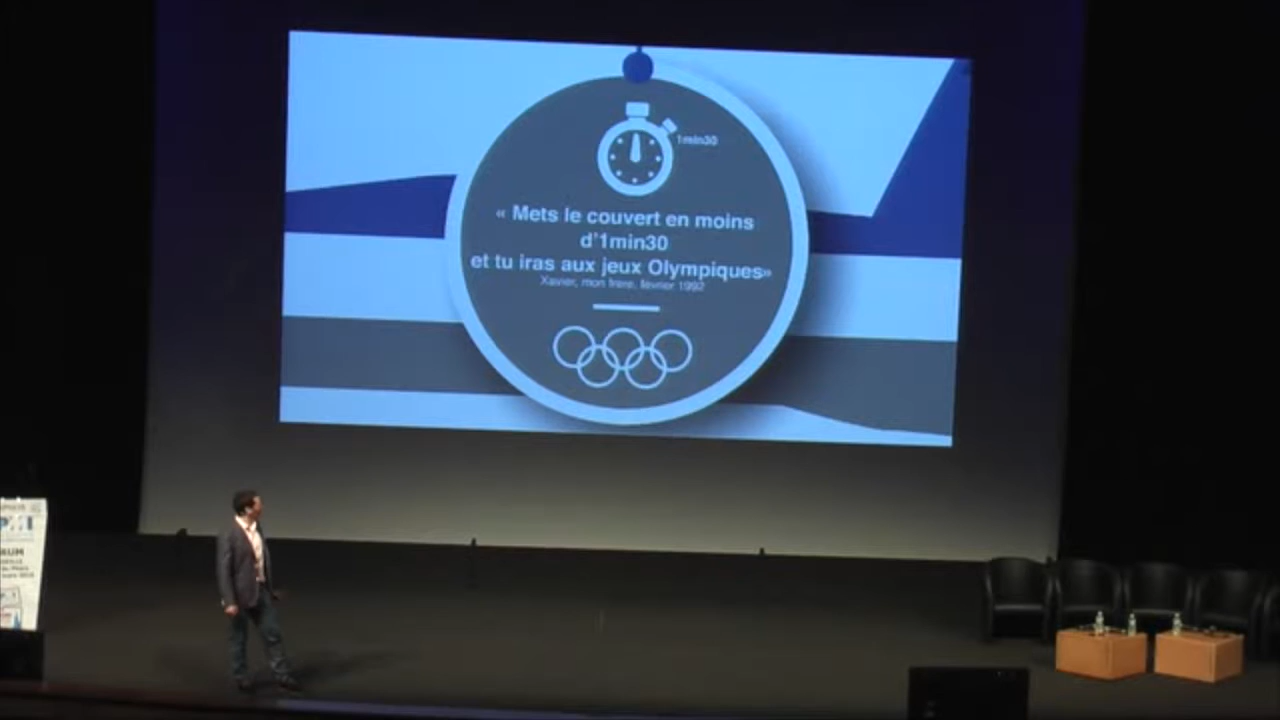 1min30
« Mets le couvert en moins
d'1min30
et tu iras aux jeux Olympiques»
Xavier, mon frère, février 1992